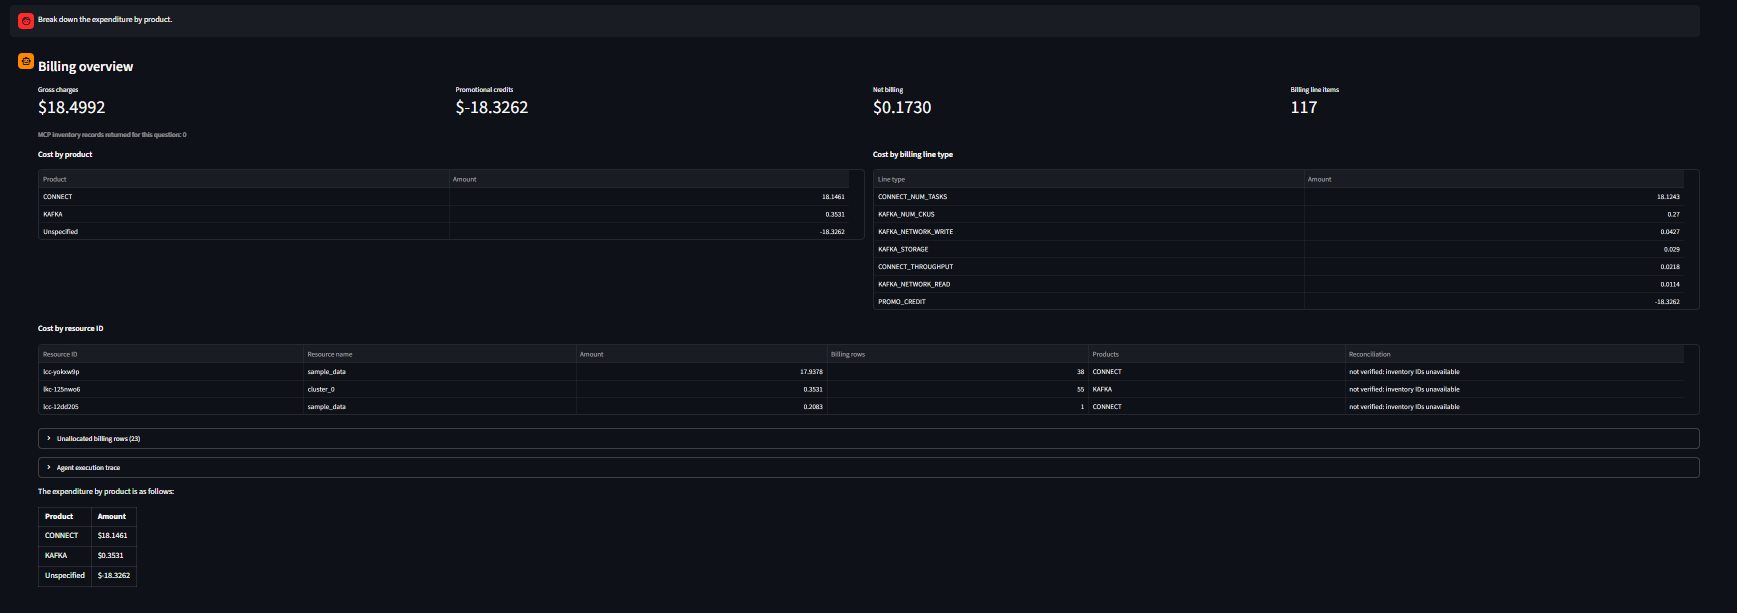 Break down the expenditure by product.
Billing overview
Gross charges Promotional credits Net billing Billing line items
$18.4992 $-18.3262 $0.1730 117
MCP inventory records returned for this question: 0
Cost by product Cost by billing line type
Product Amount
CONNECT 18.1461
KAFKA 0.3531
Unspecified -18.3262
Line type Amount
CONNECT_NUM_TASKS 18.1243
KAFKA_NUM_CKUS 0.27
KAFKA_NETWORK_WRITE 0.0427
KAFKA_STORAGE 0.029
CONNECT_THROUGHPUT 0.0218
KAFKA_NETWORK_READ 0.0114
PROMO_CREDIT -18.3262
Cost by resource ID
Resource ID Resource name Amount Billing rows Products Reconciliation
lcc-yokxw9p sample_data 17.9378 38 CONNECT not verified: inventory IDs unavailable
lkc-125nwo6 cluster_0 0.3531 55 KAFKA not verified: inventory IDs unavailable
lcc-12dd205 sample_data 0.2083 1 CONNECT not verified: inventory IDs unavailable
Unallocated billing rows (23)
Agent execution trace
The expenditure by product is as follows:
Product Amount
CONNECT $18.1461
KAFKA $0.3531
Unspecified $-18.3262